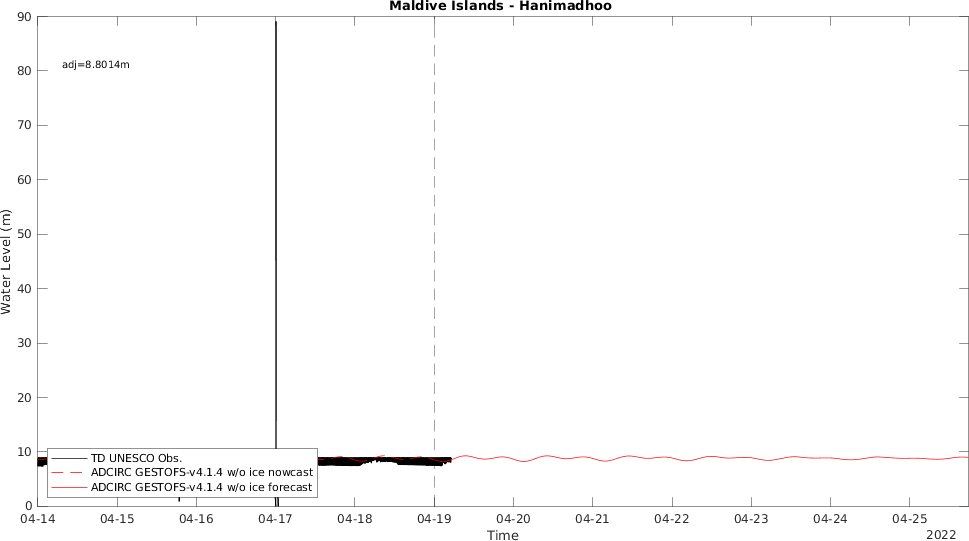 Maldive Islands - Hanimadhoo
90
80
70
60
50
40
30
20
10
0
Water Level (m)
adj=8.8014m
TD UNESCO Obs.
ADCIRC GESTOFS-v4.1.4 w/o ice nowcast
ADCIRC GESTOFS-v4.1.4 w/o ice forecast
04-14 04-15 04-16 04-17 04-18 04-19 04-20 04-21 04-22 04-23 04-24 04-25
Time
2022